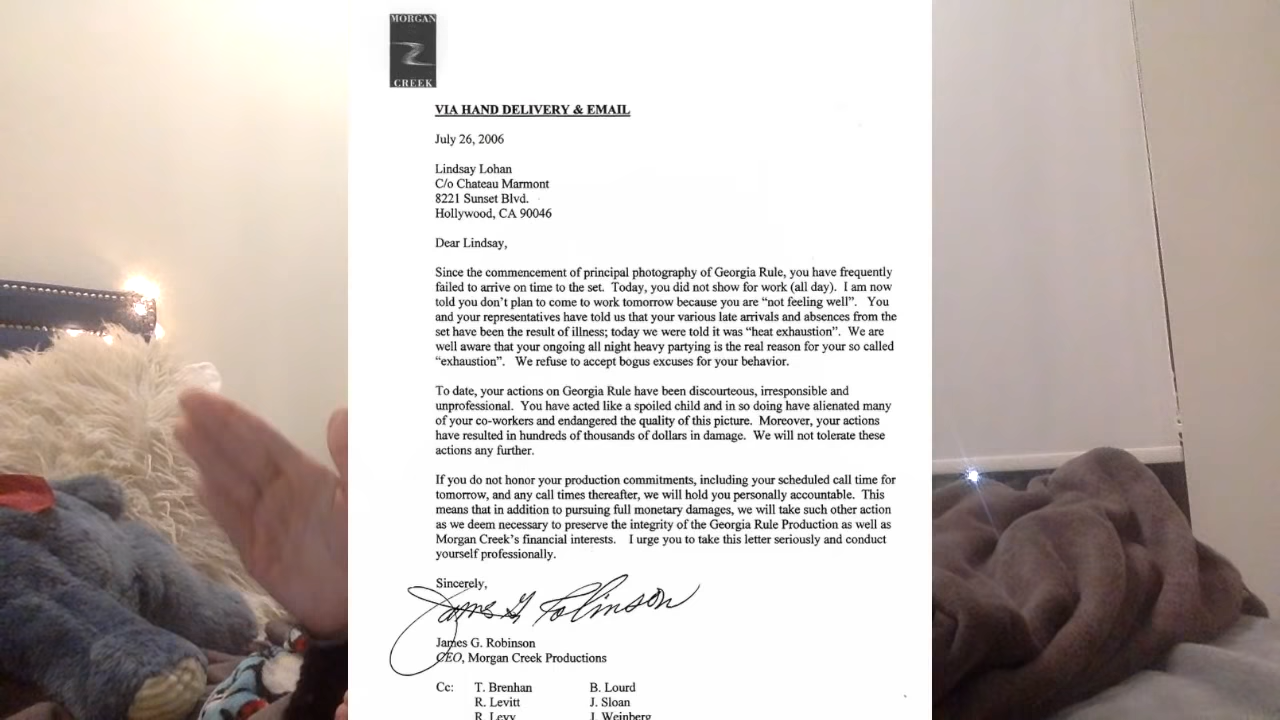 MORGAN
CREEK
VIA HAND DELIVERY & EMAIL
July 26, 2006
Lindsay Lohan
C/o Chateau Marmont
8221 Sunset Blvd.
Hollywood, CA 90046
Dear Lindsay,
Since the commencement of principal photography of Georgia Rule, you have frequently
failed to arrive on time to the set.  Today, you did not show for work (all day).  I am now
told you don't plan to come to work tomorrow because you are “not feeling well”.  You
and your representatives have told us that your various late arrivals and absences from the
set have been the result of illness; today we were told it was “heat exhaustion”.  We are
well aware that your ongoing all night heavy partying is the real reason for your so called
“exhaustion”.  We refuse to accept bogus excuses for your behavior.
To date, your actions on Georgia Rule have been discourteous, irresponsible and
unprofessional.  You have acted like a spoiled child and in so doing have alienated many
of your co-workers and endangered the quality of this picture.  Moreover, your actions
have resulted in hundreds of thousands of dollars in damage.  We will not tolerate these
actions any further.
If you do not honor your production commitments, including your scheduled call time for
tomorrow, and any call times thereafter, we will hold you personally accountable.  This
means that in addition to pursuing full monetary damages, we will take such other action
as we deem necessary to preserve the integrity of the Georgia Rule Production as well as
Morgan Creek's financial interests.  I urge you to take this letter seriously and conduct
yourself professionally.
Sincerely,
James G. Robinson
James G. Robinson
CEO, Morgan Creek Productions
Cc: T. Brenhan B. Lourd
R. Levitt J. Sloan
R. Levy J. Weinberg